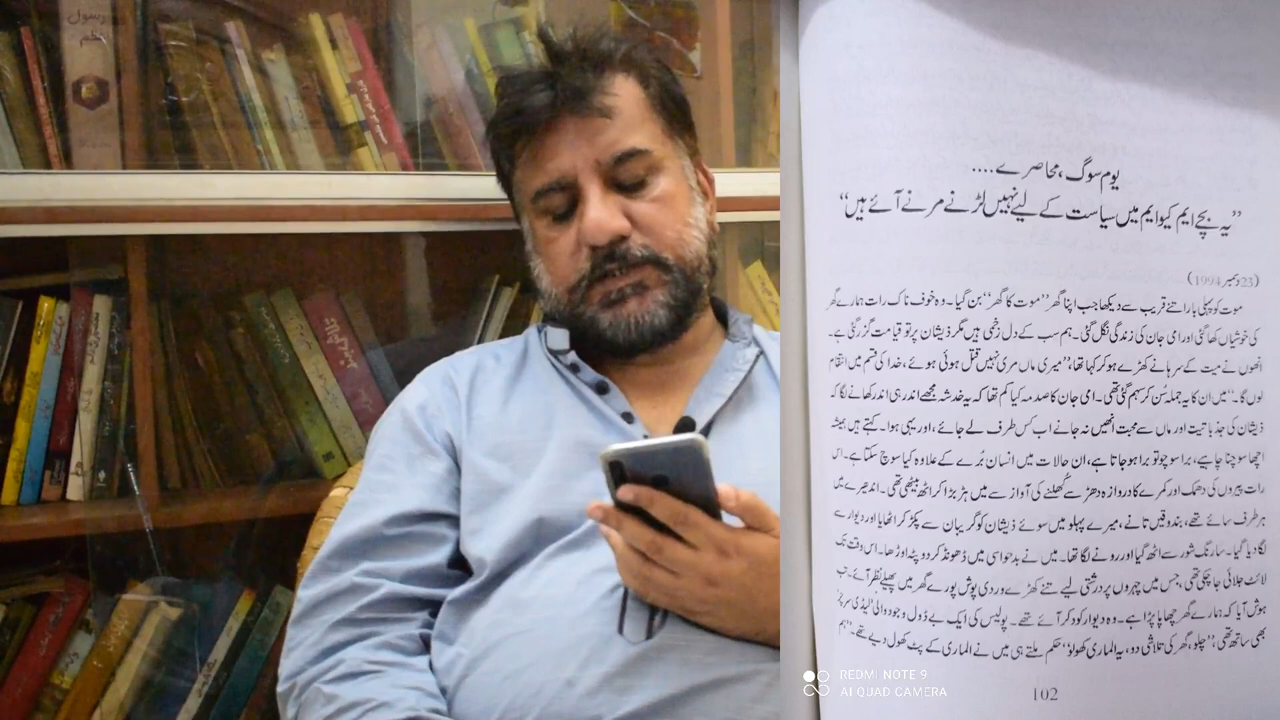 رسول
یوم سوگ، محاصرے....
”یہ بچے ایم کیو ایم میں سیاست کے لیے نہیں لڑنے مرنے آئے ہیں“
(23 دسمبر 1994)
موت کو پہلی بار اتنے قریب سے دیکھا جب اپنا گھر ”موت کا گھر“ بن گیا۔ وہ خوف ناک رات ہمارے گھر
کی خوشیاں کھا گئی اور امی جان کی زندگی نگل گئی۔ ہم سب کے دل زخمی ہیں مگر ذیشان پر تو قیامت گزر گئی ہے۔
انھوں نے میت کے سرہانے کھڑے ہو کر کہا تھا، ”میری ماں مری نہیں قتل ہوئی ہوئے، خدا کی قسم میں انتقام
لوں گا۔“ میں ان کا یہ جملہ سُن کر سہم گئی تھی۔ امی جان کا صدمہ کیا کم تھا کہ یہ خدشہ مجھے اندر ہی اندر کھانے لگا کہ
ذیشان کی جذباتیت اور ماں سے محبت انھیں نہ جانے اب کس طرف لے جائے، اور یہی ہوا۔ کہتے ہیں ہمیشہ
اچھا سوچنا چاہیے، برا سوچو تو برا ہو جاتا ہے، ان حالات میں انسان بُرے کے علاوہ کیا سوچ سکتا ہے۔ اس
رات پیروں کی دھمک اور کمرے کا دروازہ دھڑ سے کُھلنے کی آواز سے میں ہڑبڑا کر اٹھ بیٹھی تھی۔ اندھیرے میں
ہر طرف سائے تھے، بندوقیں تانے، میرے پہلو میں سوئے ذیشان کو گریبان سے پکڑ کر اٹھایا اور دیوار سے
لگا دیا گیا۔ سارنگ شور سے اٹھ گیا اور رونے لگا تھا۔ میں نے بدحواسی میں ڈھونڈ کر دوپٹہ اوڑھا۔ اس وقت تک
لائٹ جلائی جا چکی تھی، جس میں چہروں پر درشتی لیے تنے کھڑے وردی پوش پورے گھر میں پھیلے نظر آئے۔ تب
ہوش آیا کہ ہمارے گھر چھاپا پڑا ہے۔ وہ دیوار کود کر آئے تھے۔ پولیس کی ایک بے ڈول وجود والی ”لیڈی سرچر“
بھی ساتھ تھی، ”چلو، گھر کی تلاشی دو، یہ الماری کھولو“ حکم ملتے ہی میں نے الماری کے پٹ کھول دیے تھے۔ ”ہم
102
REDMI NOTE 9
AI QUAD CAMERA